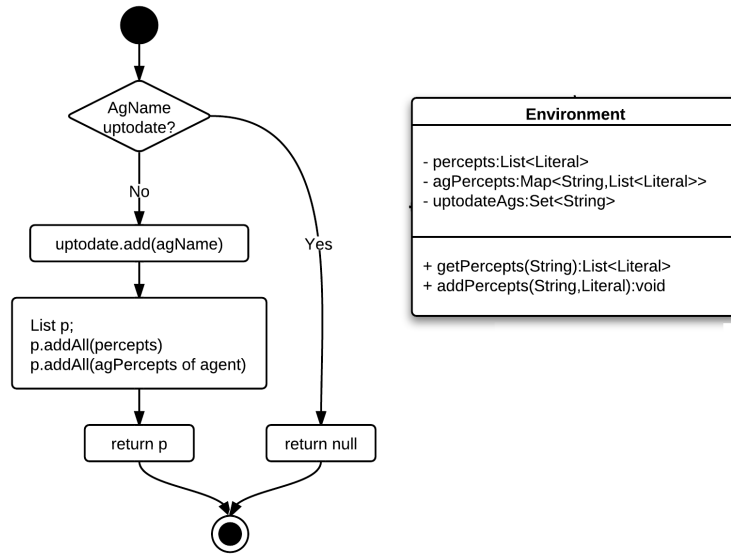 AgName
uptodate?
No
Yes
uptodate.add(agName)
List p;
p.addAll(percepts)
p.addAll(agPercepts of agent)
return p
return null
Environment
- percepts:List<Literal>
- agPercepts:Map<String,List<Literal>>
- uptodateAgs:Set<String>
+ getPercepts(String):List<Literal>
+ addPercepts(String,Literal):void